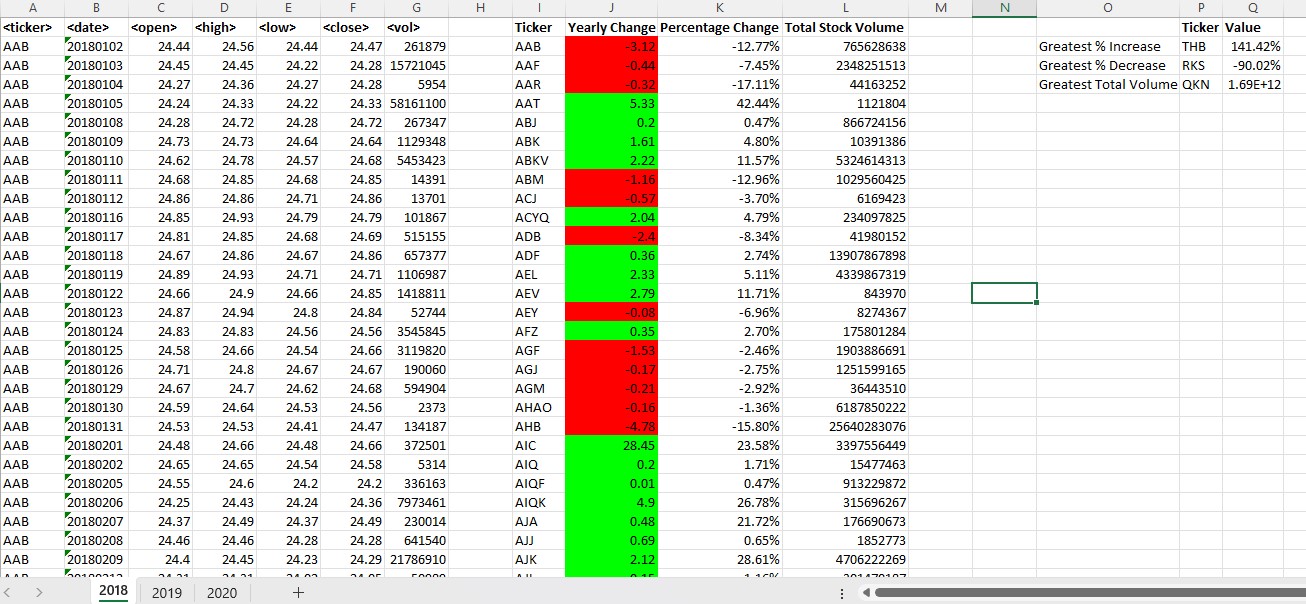 A B C D E F G H I J K L M N O P Q
<ticker> <date> <open> <high> <low> <close> <vol> Ticker Yearly Change Percentage Change Total Stock Volume Ticker Value
AAB 20180102 24.44 24.56 24.44 24.47 261879 AAB -3.12 -12.77% 765628638 Greatest % Increase THB 141.42%
AAB 20180103 24.45 24.45 24.22 24.28 15721045 AAF -0.44 -7.45% 2348251513 Greatest % Decrease RKS -90.02%
AAB 20180104 24.27 24.36 24.27 24.28 5954 AAR -0.32 -17.11% 44163252 Greatest Total Volume QKN 1.69E+12
AAB 20180105 24.24 24.33 24.22 24.33 58161100 AAT 5.33 42.44% 1121804
AAB 20180108 24.28 24.72 24.28 24.72 267347 ABJ 0.2 0.47% 866724156
AAB 20180109 24.73 24.73 24.64 24.64 1129348 ABK 1.61 4.80% 10391386
AAB 20180110 24.62 24.78 24.57 24.68 5453423 ABKV 2.22 11.57% 5324614313
AAB 20180111 24.68 24.85 24.68 24.85 14391 ABM -1.16 -12.96% 1029560425
AAB 20180112 24.86 24.86 24.71 24.86 13701 ACJ -0.57 -3.70% 6169423
AAB 20180116 24.85 24.93 24.79 24.79 101867 ACYQ 2.04 4.79% 234097825
AAB 20180117 24.81 24.85 24.68 24.69 515155 ADB -2.4 -8.34% 41980152
AAB 20180118 24.67 24.86 24.67 24.86 657377 ADF 0.36 2.74% 13907867898
AAB 20180119 24.89 24.93 24.71 24.71 1106987 AEL 2.33 5.11% 4339867319
AAB 20180122 24.66 24.9 24.66 24.85 1418811 AEV 2.79 11.71% 843970
AAB 20180123 24.87 24.94 24.8 24.84 52744 AEY -0.08 -6.96% 8274367
AAB 20180124 24.83 24.83 24.56 24.56 3545845 AFZ 0.35 2.70% 175801284
AAB 20180125 24.58 24.66 24.54 24.66 3119820 AGF -1.53 -2.46% 1903886691
AAB 20180126 24.71 24.8 24.67 24.67 190060 AGJ -0.17 -2.75% 1251599165
AAB 20180129 24.67 24.7 24.62 24.68 594904 AGM -0.21 -2.92% 36443510
AAB 20180130 24.59 24.64 24.53 24.56 2373 AHAO -0.16 -1.36% 6187850222
AAB 20180131 24.53 24.53 24.41 24.47 134187 AHB -4.78 -15.80% 25640283076
AAB 20180201 24.48 24.66 24.48 24.66 372501 AIC 28.45 23.58% 3397556449
AAB 20180202 24.65 24.65 24.54 24.58 5314 AIQ 0.2 1.71% 15477463
AAB 20180205 24.55 24.6 24.2 24.2 336163 AIQF 0.01 0.47% 913229872
AAB 20180206 24.25 24.43 24.24 24.36 7973461 AIQK 4.9 26.78% 315696267
AAB 20180207 24.37 24.49 24.37 24.49 230014 AJA 0.48 21.72% 176690673
AAB 20180208 24.46 24.46 24.28 24.28 641540 AJJ 0.69 0.65% 1852773
AAB 20180209 24.4 24.45 24.23 24.29 21786910 AJK 2.12 28.61% 4706222269
2018 2019 2020